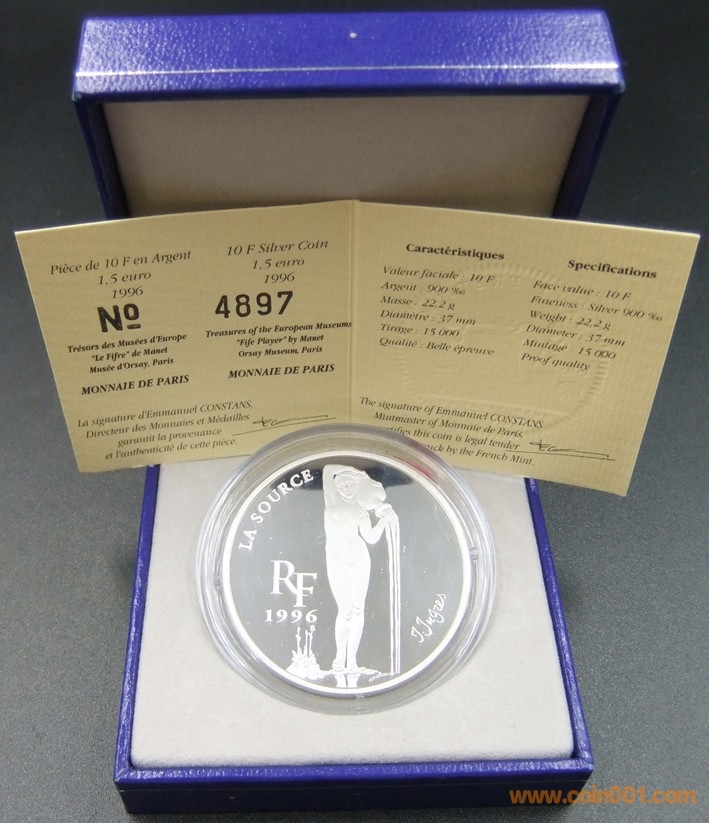 Pièce de 10 F en Argent
1,5 euro
1996
Nº
Trésors des Musées d'Europe
"Le Fifre" de Manet
Musée d'Orsay, Paris
MONNAIE DE PARIS
La signature d'Emmanuel CONSTANS,
Directeur des Monnaies et Médailles
garantit la provenance
et l'authenticité de cette pièce.
10 F Silver Coin
1,5 euro
1996
4897
Treasures of the European Museums
"Fife Player" by Manet
Orsay Museum, Paris
MONNAIE DE PARIS
Caractéristiques
Valeur faciale : 10 F
Argent : 900 ‰
Masse : 22,2 g
Diamètre : 37 mm
Tirage : 15 000
Qualité : Belle épreuve
Specifications
Face value : 10 F
Fineness : Silver 900 ‰
Weight : 22,2 g
Diameter : 37 mm
Mintage : 15 000
Proof quality
The signature of Emmanuel CONSTANS,
Mintmaster of Monnaie de Paris
this coin is legal tender
by the French Mint.
LA SOURCE
RF
1996
J. Ingres
www.coin001.com